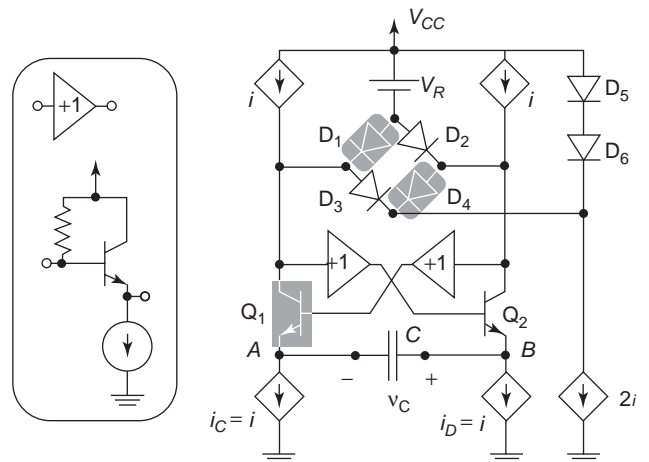 V_CC
+1
i
V_R
i
D_5
D_1
D_2
D_6
D_3
D_4
+1
+1
Q_1
Q_2
A
C
B
− +
v_C
i_C = i
i_D = i
2i